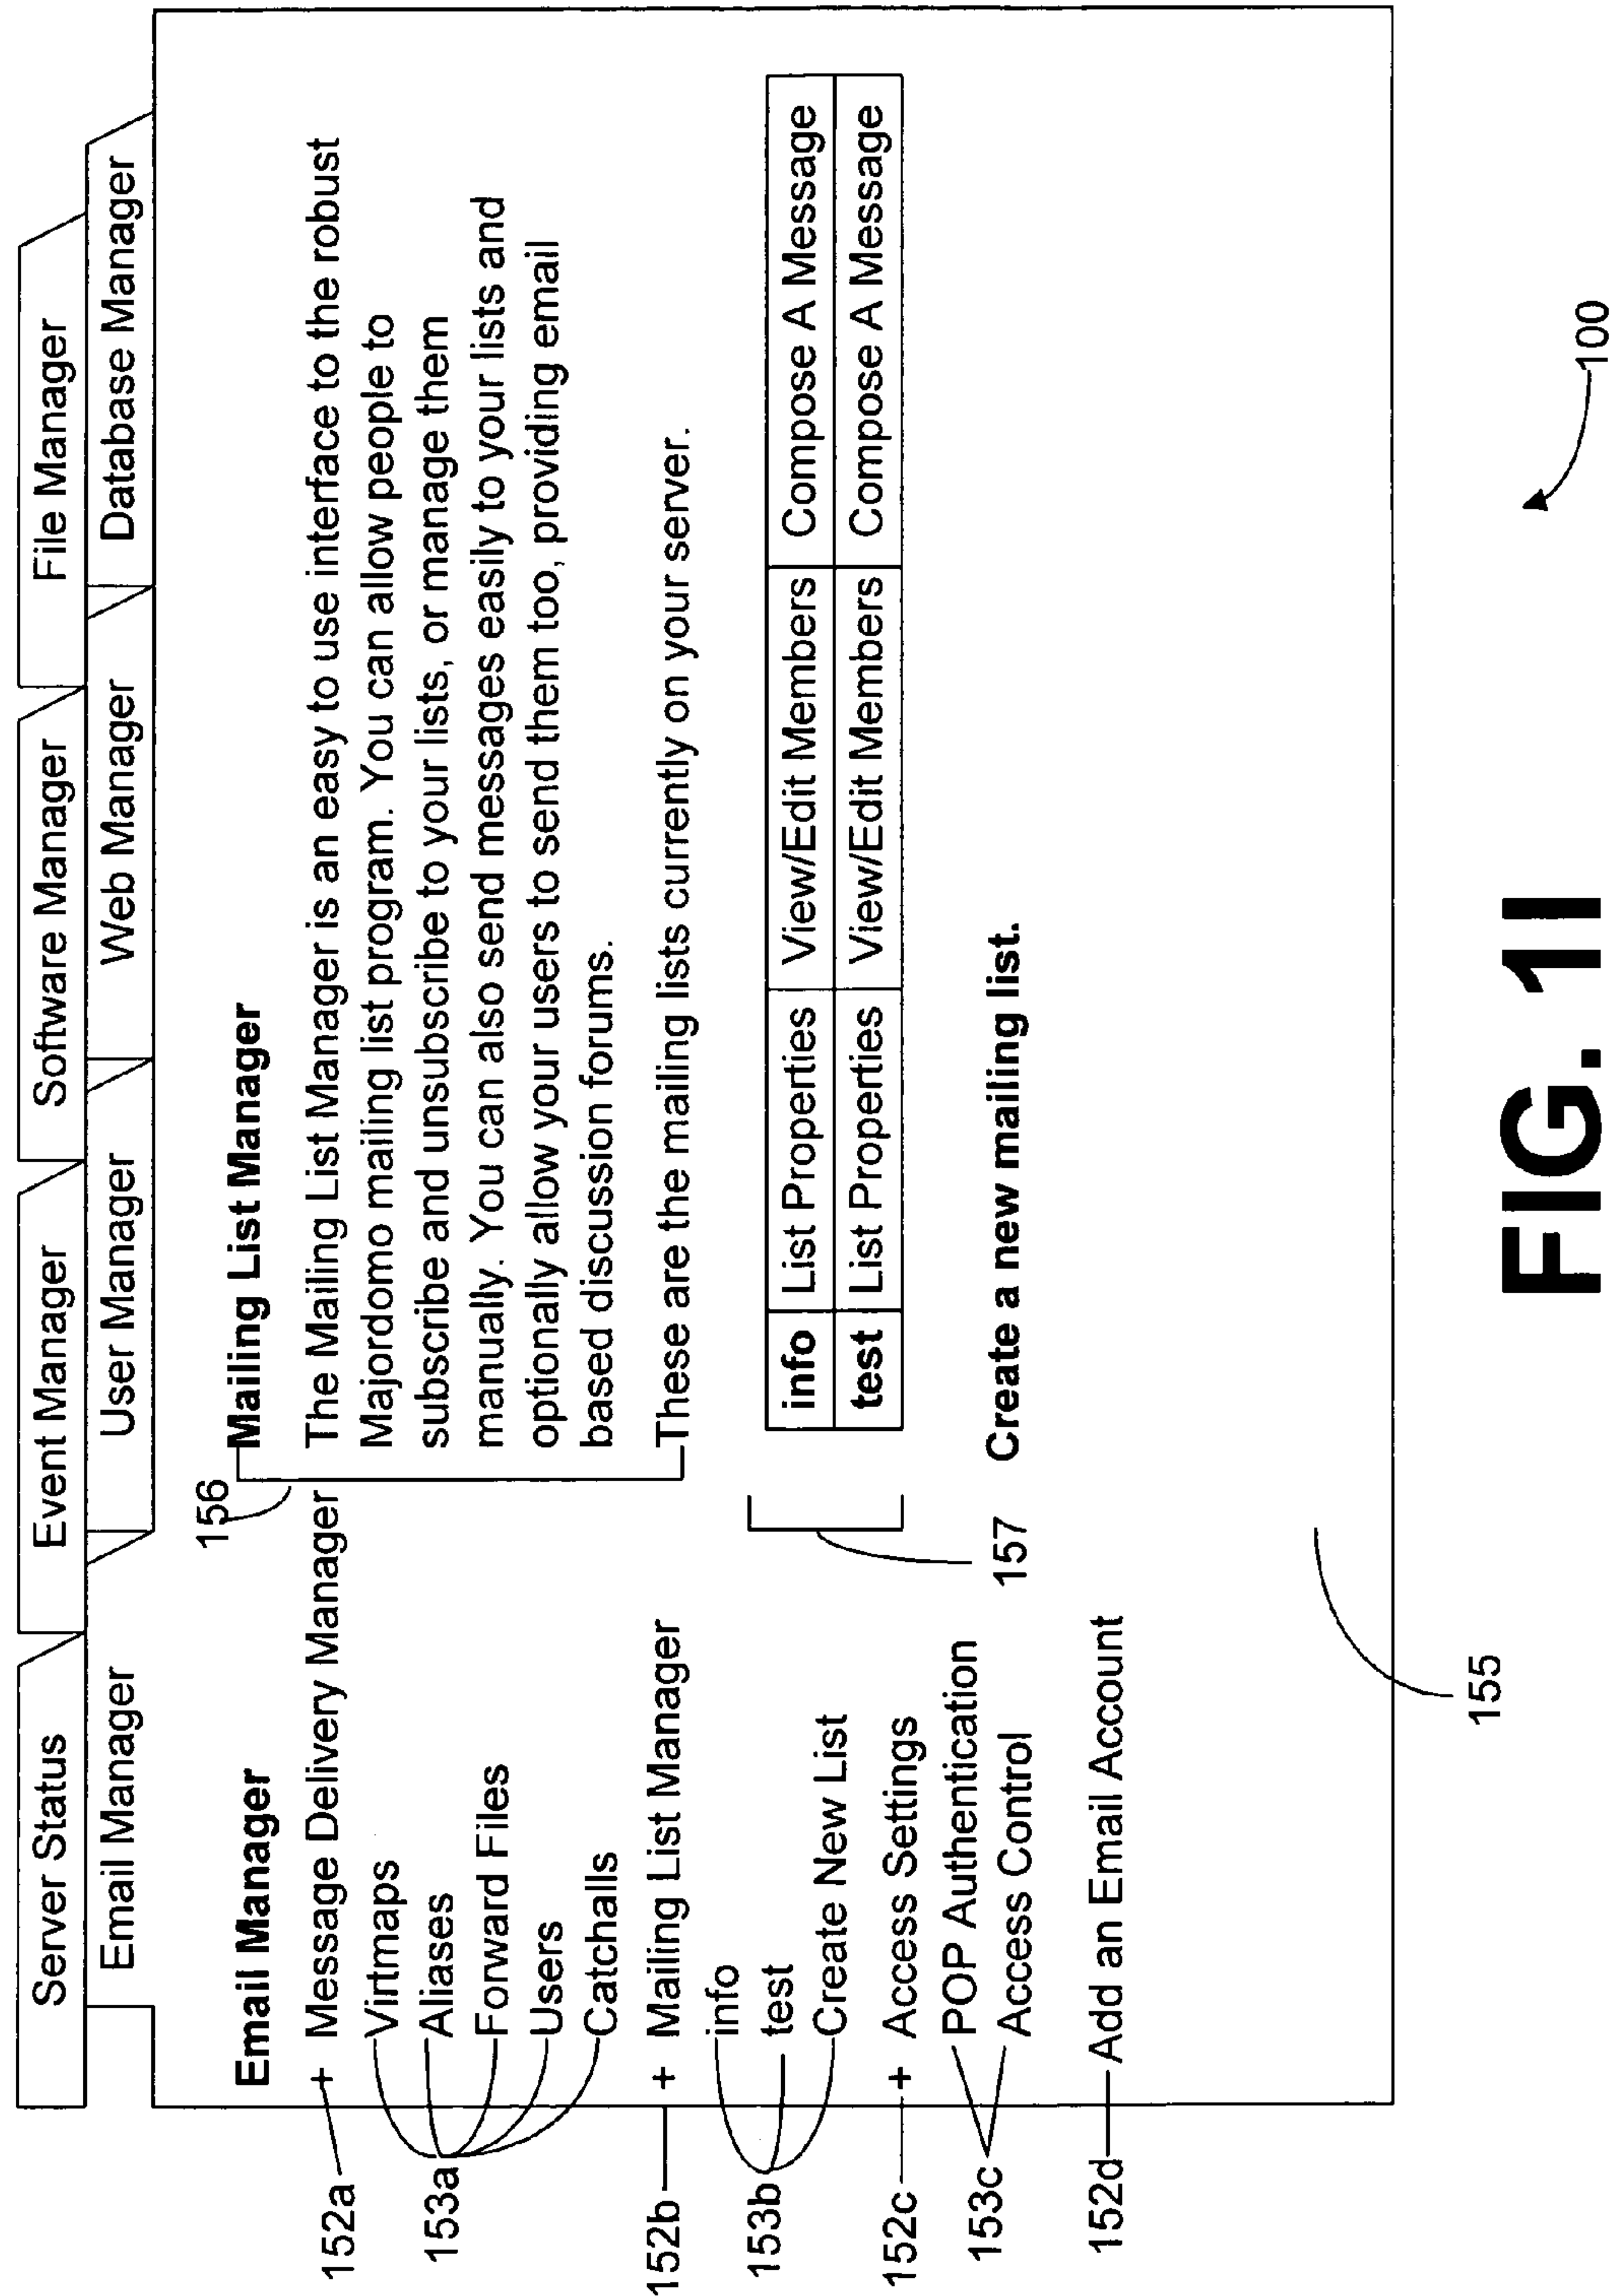 Server Status
Event Manager
Software Manager
File Manager
Email Manager
User Manager
Web Manager
Database Manager
Email Manager
152a
+ Message Delivery Manager
153a
Virtmaps
Aliases
Forward Files
Users
Catchalls
152b
+ Mailing List Manager
153b
info
test
Create New List
152c
+ Access Settings
153c
POP Authentication
Access Control
152d
Add an Email Account
156
Mailing List Manager
The Mailing List Manager is an easy to use interface to the robust
Majordomo mailing list program. You can allow people to
subscribe and unsubscribe to your lists, or manage them
manually. You can also send messages easily to your lists and
optionally allow your users to send them too, providing email
based discussion forums.
These are the mailing lists currently on your server.
157
info List Properties View/Edit Members Compose A Message
test List Properties View/Edit Members Compose A Message
Create a new mailing list.
155
100
FIG. 1I